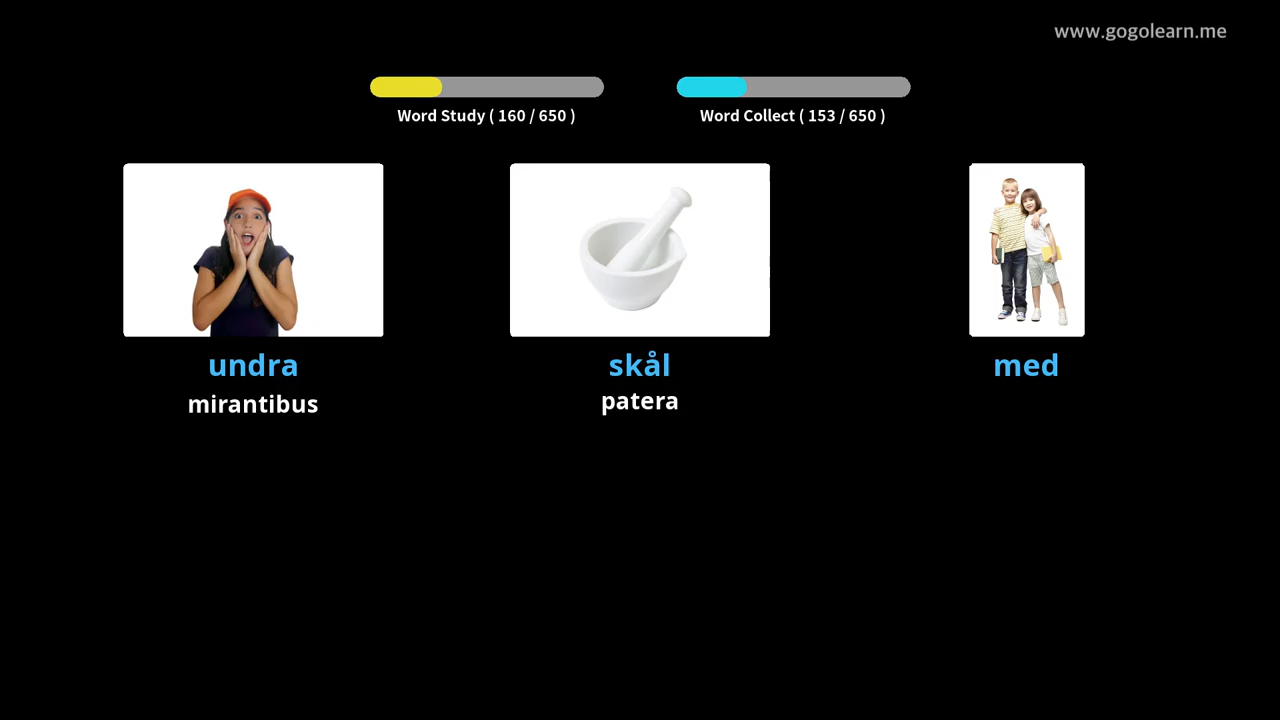 www.gogolearn.me
Word Study ( 160 / 650 )
Word Collect ( 153 / 650 )
undra
skål
med
mirantibus
patera